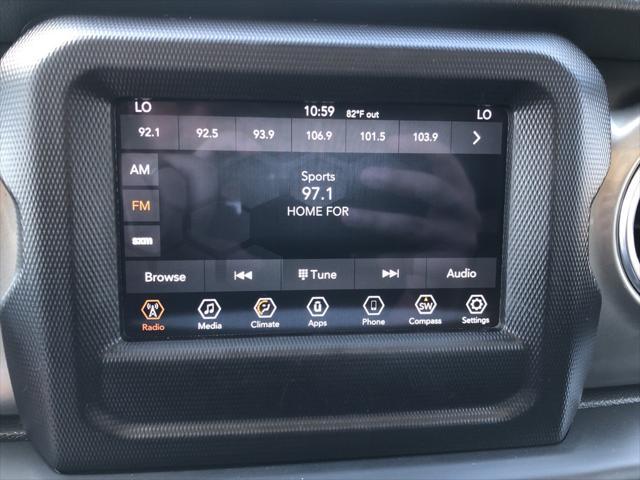 LO 10:59 82°F out LO
92.1 92.5 93.9 106.9 101.5 103.9
AM
FM
sxm
Sports
97.1
HOME FOR
Browse Tune Audio
Radio Media Climate Apps Phone SW Compass Settings